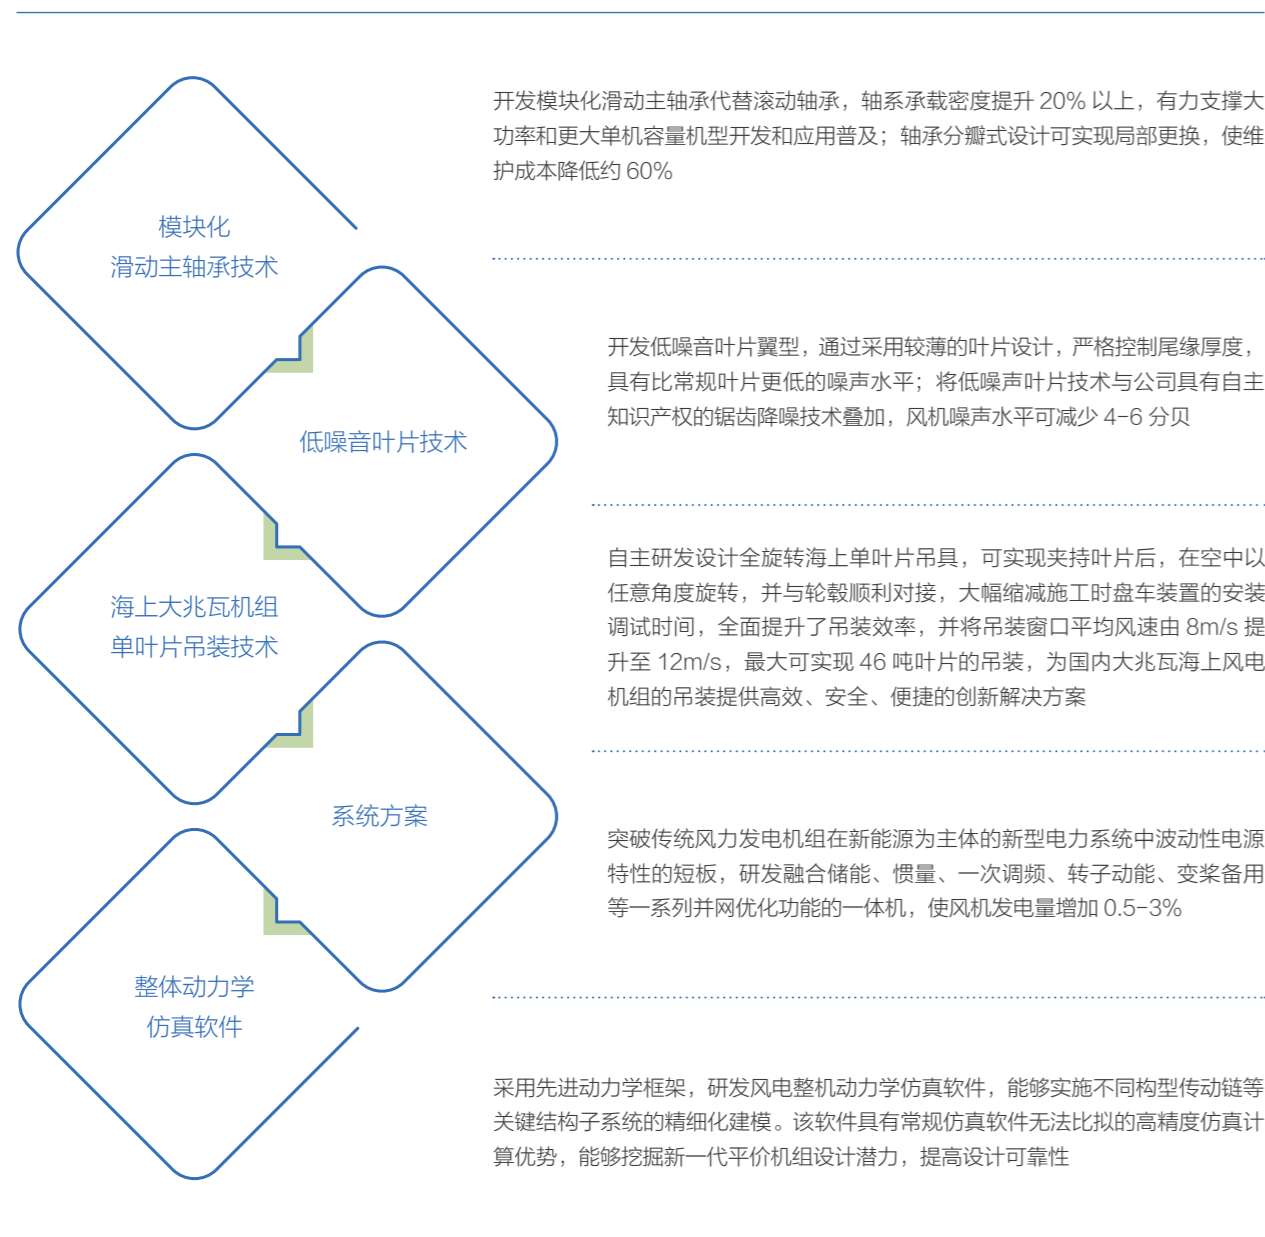 模块化
滑动主轴承技术
开发模块化滑动主轴承代替滚动轴承，轴系承载密度提升 20% 以上，有力支撑大
功率和更大单机容量机型开发和应用普及；轴承分瓣式设计可实现局部更换，使维
护成本降低约 60%
低噪音叶片技术
开发低噪音叶片翼型，通过采用较薄的叶片设计，严格控制尾缘厚度，
具有比常规叶片更低的噪声水平；将低噪声叶片技术与公司具有自主
知识产权的锯齿降噪技术叠加，风机噪声水平可减少 4-6 分贝
海上大兆瓦机组
单叶片吊装技术
自主研发设计全旋转海上单叶片吊具，可实现夹持叶片后，在空中以
任意角度旋转，并与轮毂顺利对接，大幅缩减施工时盘车装置的安装
调试时间，全面提升了吊装效率，并将吊装窗口平均风速由 8m/s 提
升至 12m/s，最大可实现 46 吨叶片的吊装，为国内大兆瓦海上风电
机组的吊装提供高效、安全、便捷的创新解决方案
系统方案
突破传统风力发电机组在新能源为主体的新型电力系统中波动性电源
特性的短板，研发融合储能、惯量、一次调频、转子动能、变桨备用
等一系列并网优化功能的一体机，使风机发电量增加 0.5-3%
整体动力学
仿真软件
采用先进动力学框架，研发风电整机动力学仿真软件，能够实施不同构型传动链等
关键结构子系统的精细化建模。该软件具有常规仿真软件无法比拟的高精度仿真计
算优势，能够挖掘新一代平价机组设计潜力，提高设计可靠性